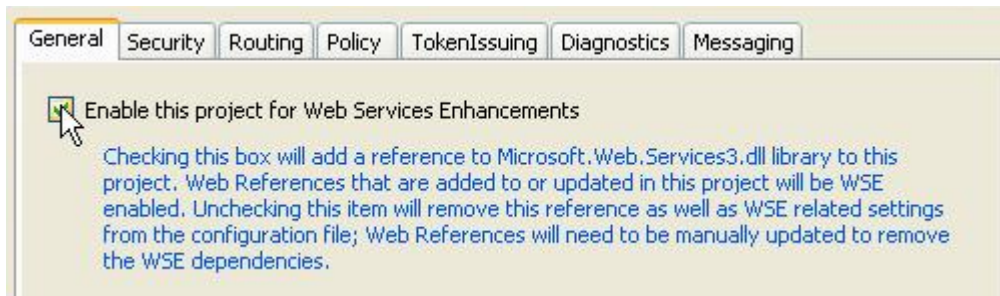 General Security Routing Policy TokenIssuing Diagnostics Messaging
Enable this project for Web Services Enhancements
Checking this box will add a reference to Microsoft.Web.Services3.dll library to this
project. Web References that are added to or updated in this project will be WSE
enabled. Unchecking this item will remove this reference as well as WSE related settings
from the configuration file; Web References will need to be manually updated to remove
the WSE dependencies.